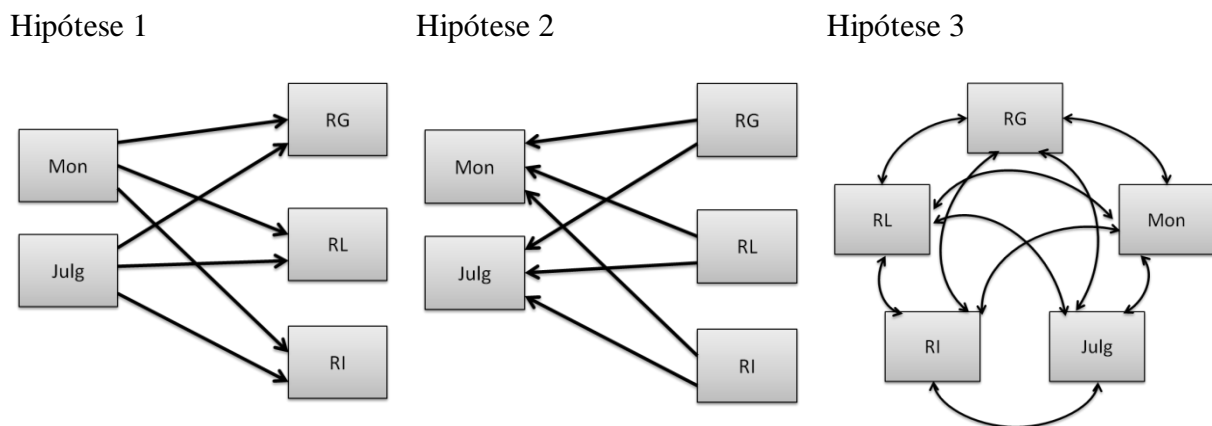 Hipótese 1
Mon
Julg
RG
RL
RI
Hipótese 2
Mon
Julg
RG
RL
RI
Hipótese 3
RG
RL
Mon
RI
Julg